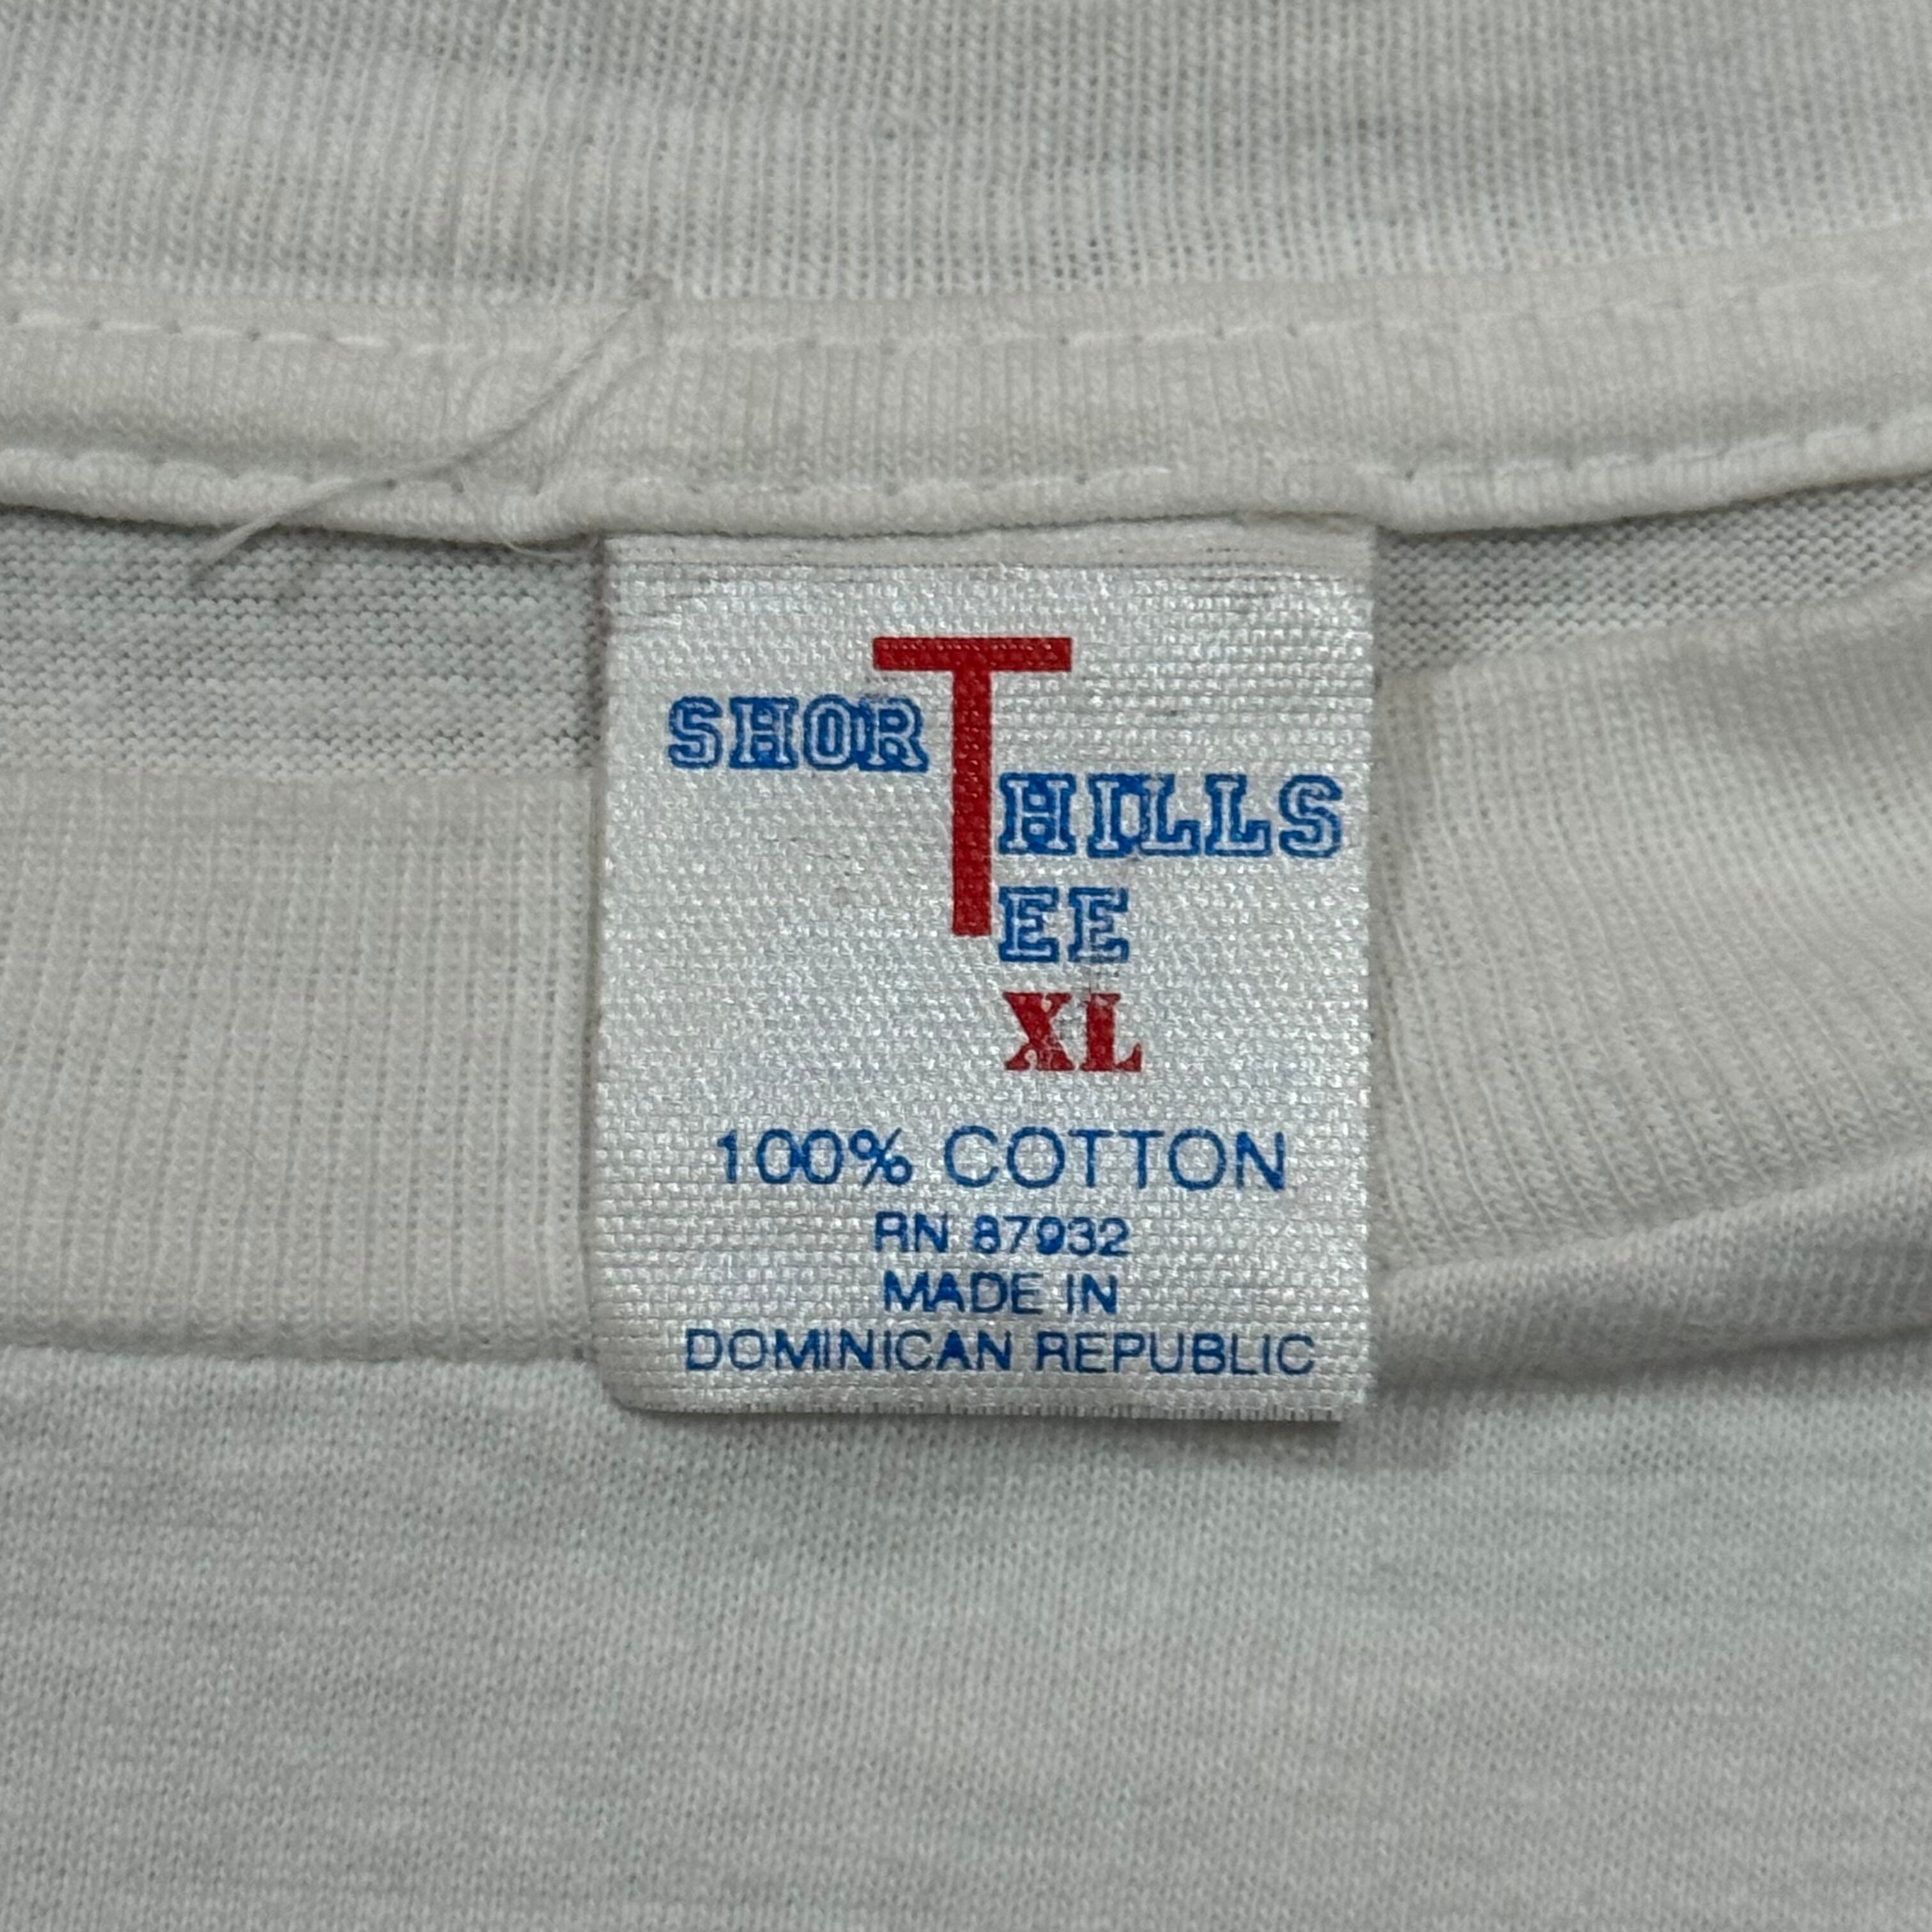 SHORT
HILLS
TEE
XL
100% COTTON
RN 87932
MADE IN
DOMINICAN REPUBLIC